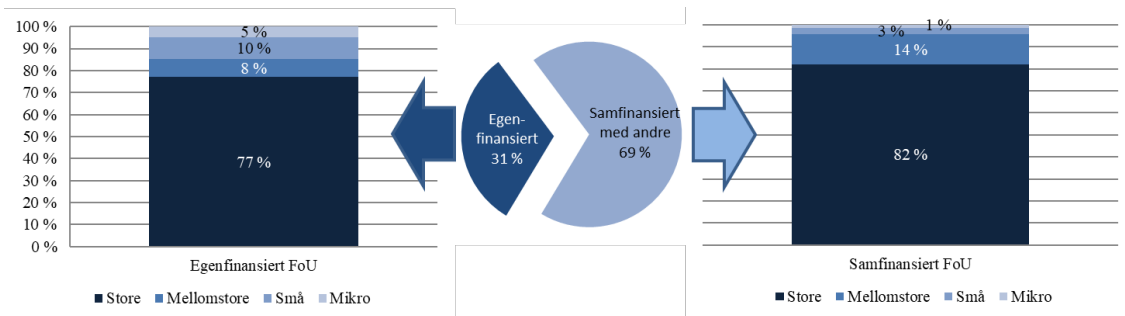 100 %
90 %
80 %
70 %
60 %
50 %
40 %
30 %
20 %
10 %
0 %
5 %
10 %
8 %
77 %
Egenfinansiert FoU
Store Mellomstore Små Mikro
Egen-
finansiert
31 %
Samfinansiert
med andre
69 %
1 %
3 %
14 %
82 %
Samfinansiert FoU
Store Mellomstore Små Mikro